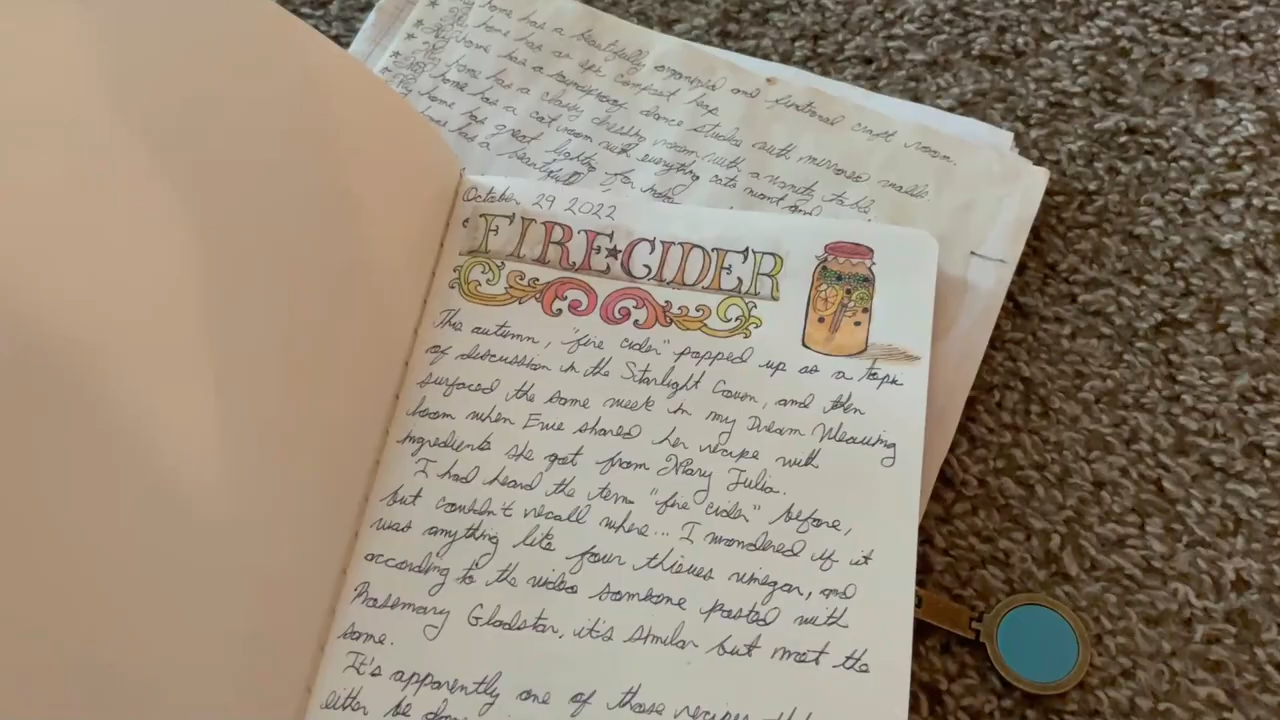 My home has a beautifully organized and functional craft room.
My home has an epic compost heap
My home has a soundproof dance studio with mirrored walls.
My home has a classy dressing room with a vanity table.
My home has a cat room with everything cats want and
My home has great lighting for
has a beautiful
October 29 2022
FIRE★CIDER
This autumn, "fire cider" popped up as a topic
of discussion in the Starlight Coven, and then
surfaced the same week in my Dream Weaving
room when Evie shared her recipe with
ingredients she got from Mary Julia.
I had heard the term "fire cider" before,
but couldn't recall where... I wondered if it
was anything like four thieves vinegar, and
according to the video someone posted with
Rosemary Gladstar, it's similar but not the
same.
It's apparently one of those recipes
either be